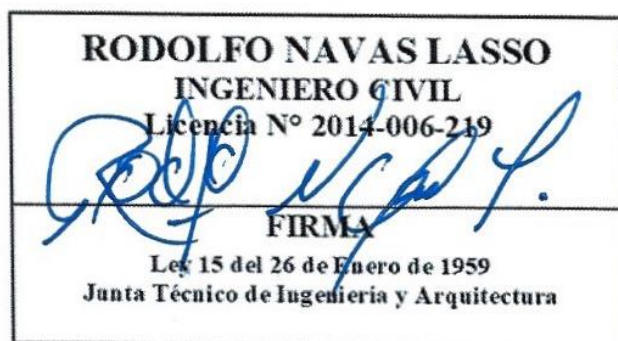 RODOLFO NAVAS LASSO
INGENIERO CIVIL
Licencia N° 2014-006-219
FIRMA
Ley 15 del 26 de Enero de 1959
Junta Técnico de Ingeniería y Arquitectura